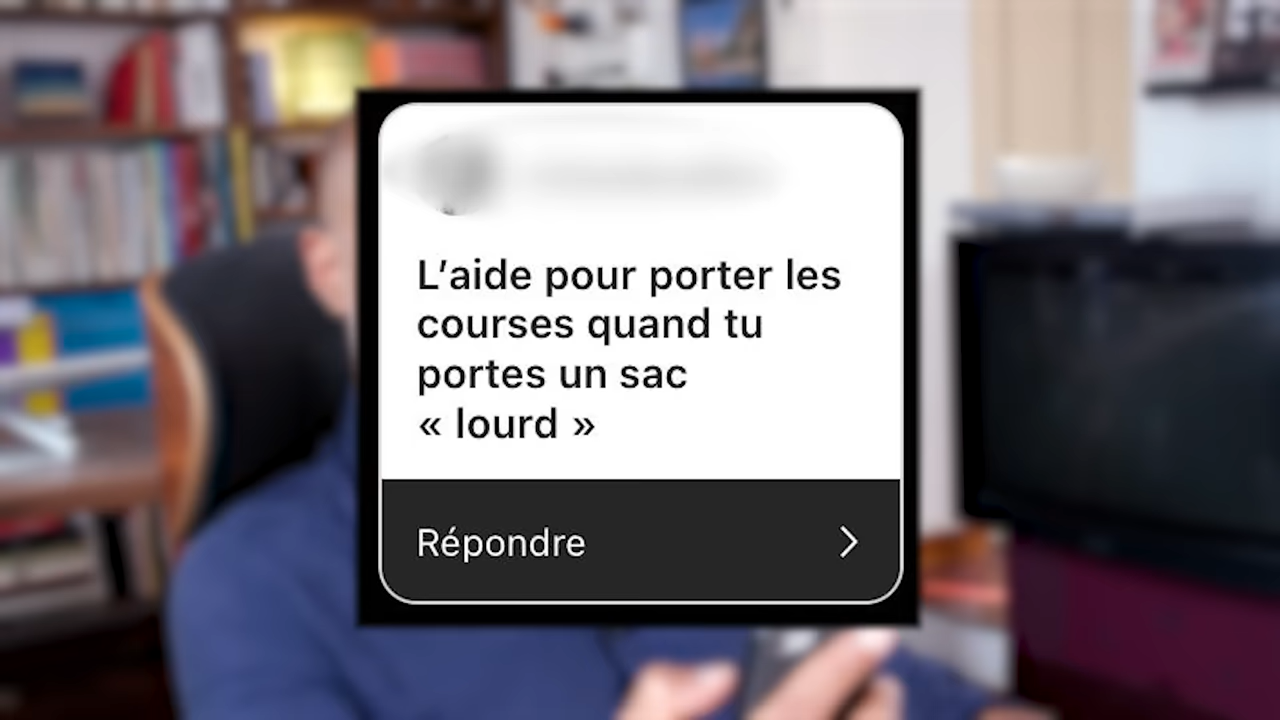 L’aide pour porter les
courses quand tu
portes un sac
« lourd »
Répondre